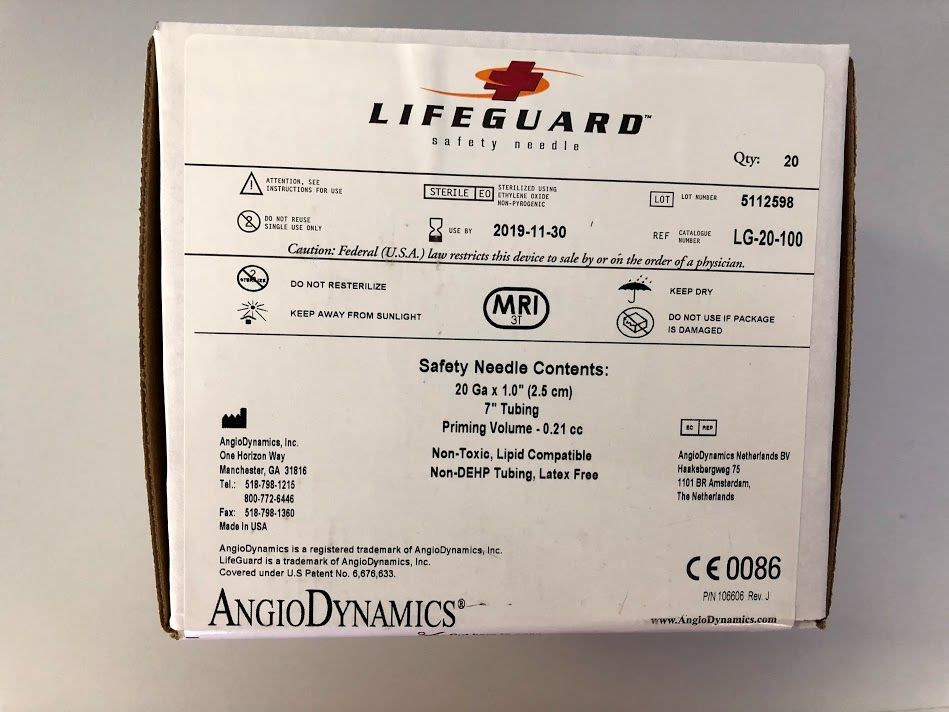 LIFEGUARD™
safety needle
Qty: 20
ATTENTION, SEE
INSTRUCTIONS FOR USE
STERILE EO
STERILIZED USING
ETHYLENE OXIDE
NON-PYROGENIC
LOT LOT NUMBER 5112598
2
DO NOT REUSE
SINGLE USE ONLY
USE BY 2019-11-30
REF CATALOGUE
NUMBER
LG-20-100
Caution: Federal (U.S.A.) law restricts this device to sale by or on the order of a physician.
2
STERILIZE
DO NOT RESTERILIZE
KEEP AWAY FROM SUNLIGHT
MRI
3T
KEEP DRY
DO NOT USE IF PACKAGE
IS DAMAGED
Safety Needle Contents:
20 Ga x 1.0" (2.5 cm)
7" Tubing
Priming Volume - 0.21 cc
Non-Toxic, Lipid Compatible
Non-DEHP Tubing, Latex Free
AngioDynamics, Inc.
One Horizon Way
Manchester, GA 31816
Tel.: 518-798-1215
800-772-6446
Fax: 518-798-1360
Made in USA
EC REP
AngioDynamics Netherlands BV
Haaksbergweg 75
1101 BR Amsterdam,
The Netherlands
AngioDynamics is a registered trademark of AngioDynamics, Inc.
LifeGuard is a trademark of AngioDynamics, Inc.
Covered under U.S Patent No. 6,676,633.
CE 0086
P/N 106606 Rev. J
ANGIODYNAMICS®
www.AngioDynamics.com